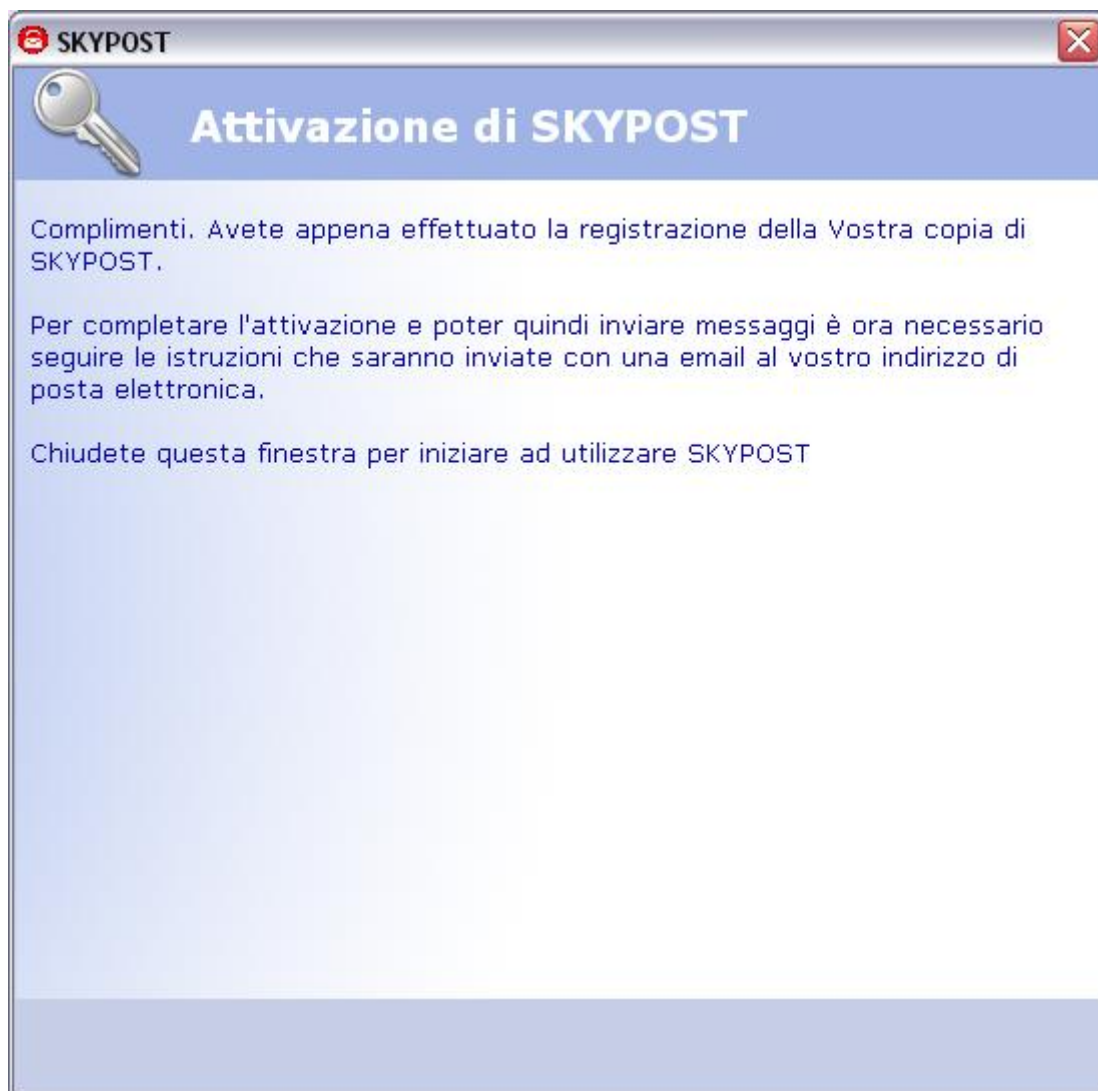 SKYPOST
Attivazione di SKYPOST
Complimenti. Avete appena effettuato la registrazione della Vostra copia di
SKYPOST.
Per completare l'attivazione e poter quindi inviare messaggi è ora necessario
seguire le istruzioni che saranno inviate con una email al vostro indirizzo di
posta elettronica.
Chiudete questa finestra per iniziare ad utilizzare SKYPOST